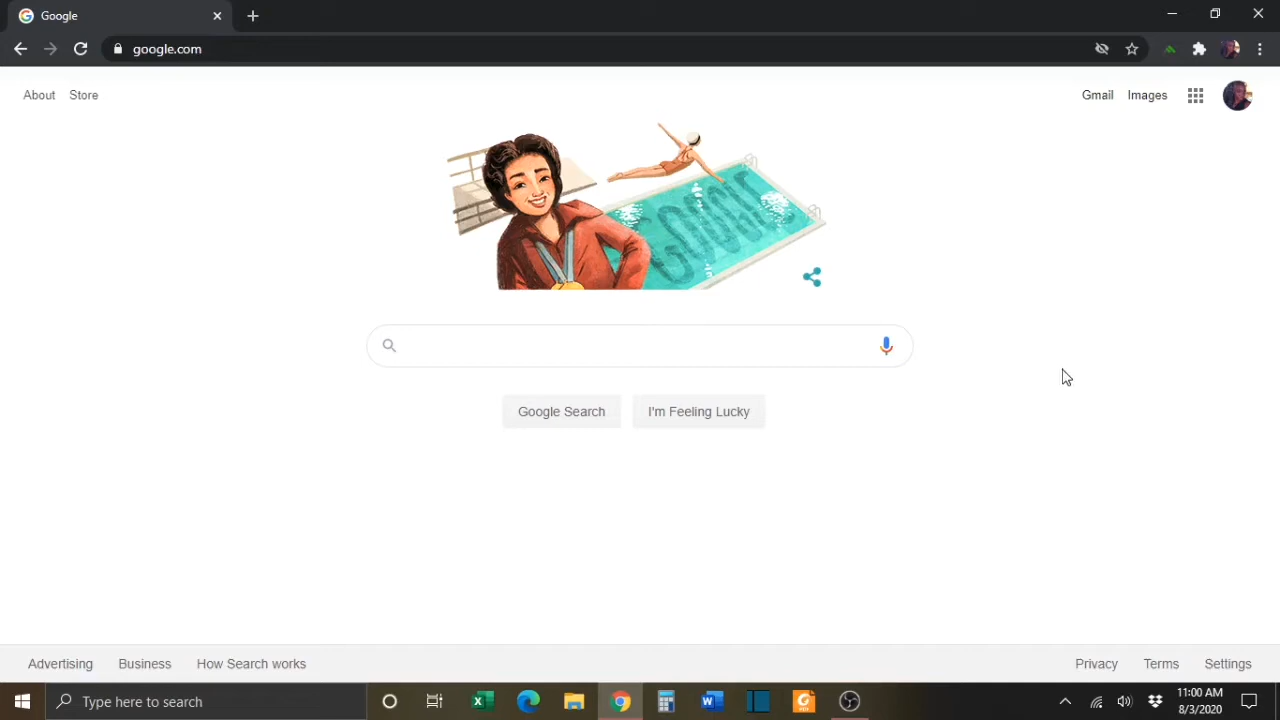 Google
google.com
About Store
Gmail Images
GOOGLE
Google Search I'm Feeling Lucky
Advertising Business How Search works
Privacy Terms Settings
Type here to search
11:00 AM
8/3/2020